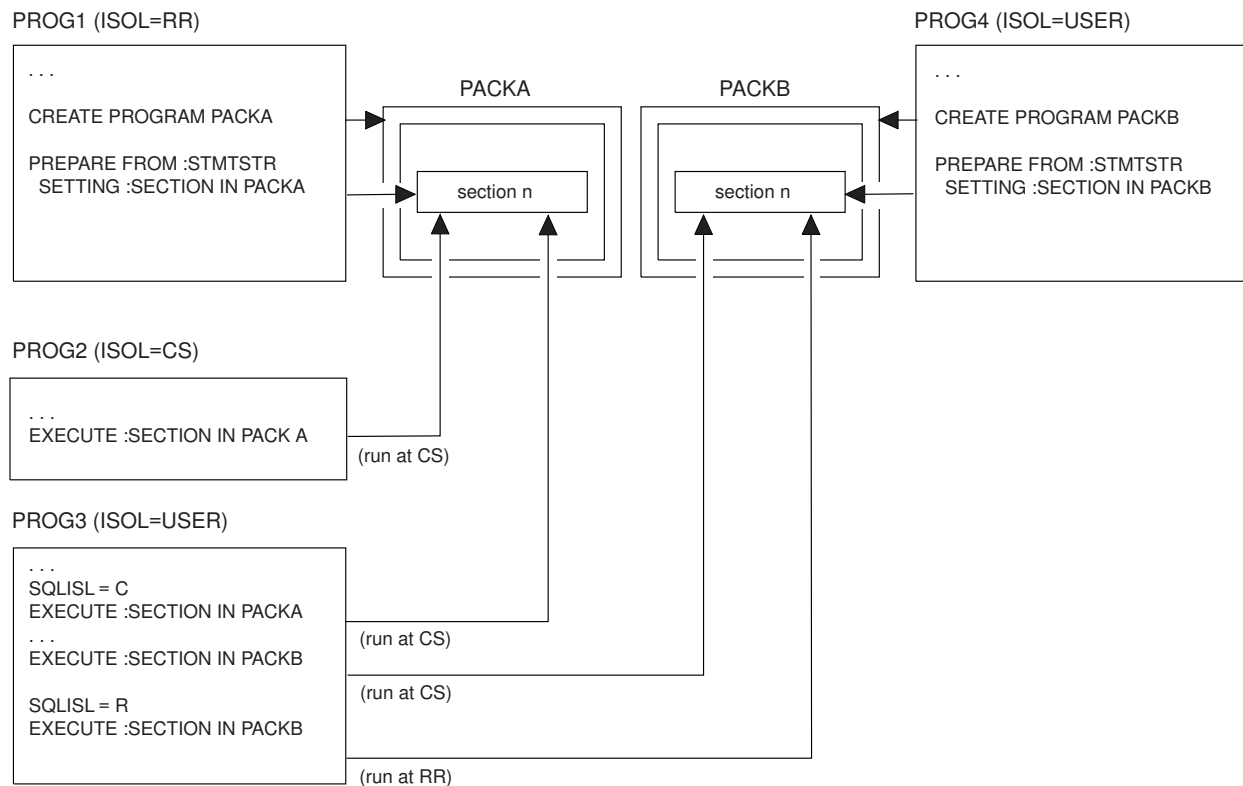 PROG1 (ISOL=RR)
. . .
CREATE PROGRAM PACKA
PREPARE FROM :STMTSTR
SETTING :SECTION IN PACKA
PACKA
section n
PACKB
section n
PROG4 (ISOL=USER)
. . .
CREATE PROGRAM PACKB
PREPARE FROM :STMTSTR
SETTING :SECTION IN PACKB
PROG2 (ISOL=CS)
. . .
EXECUTE :SECTION IN PACK A
(run at CS)
PROG3 (ISOL=USER)
. . .
SQLISL = C
EXECUTE :SECTION IN PACKA
(run at CS)
. . .
EXECUTE :SECTION IN PACKB
(run at CS)
SQLISL = R
EXECUTE :SECTION IN PACKB
(run at RR)